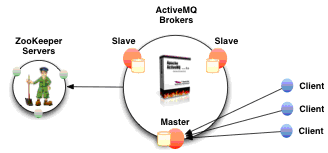 ActiveMQ
Brokers
ZooKeeper
Servers
Slave
Slave
Master
Client
Client
Client